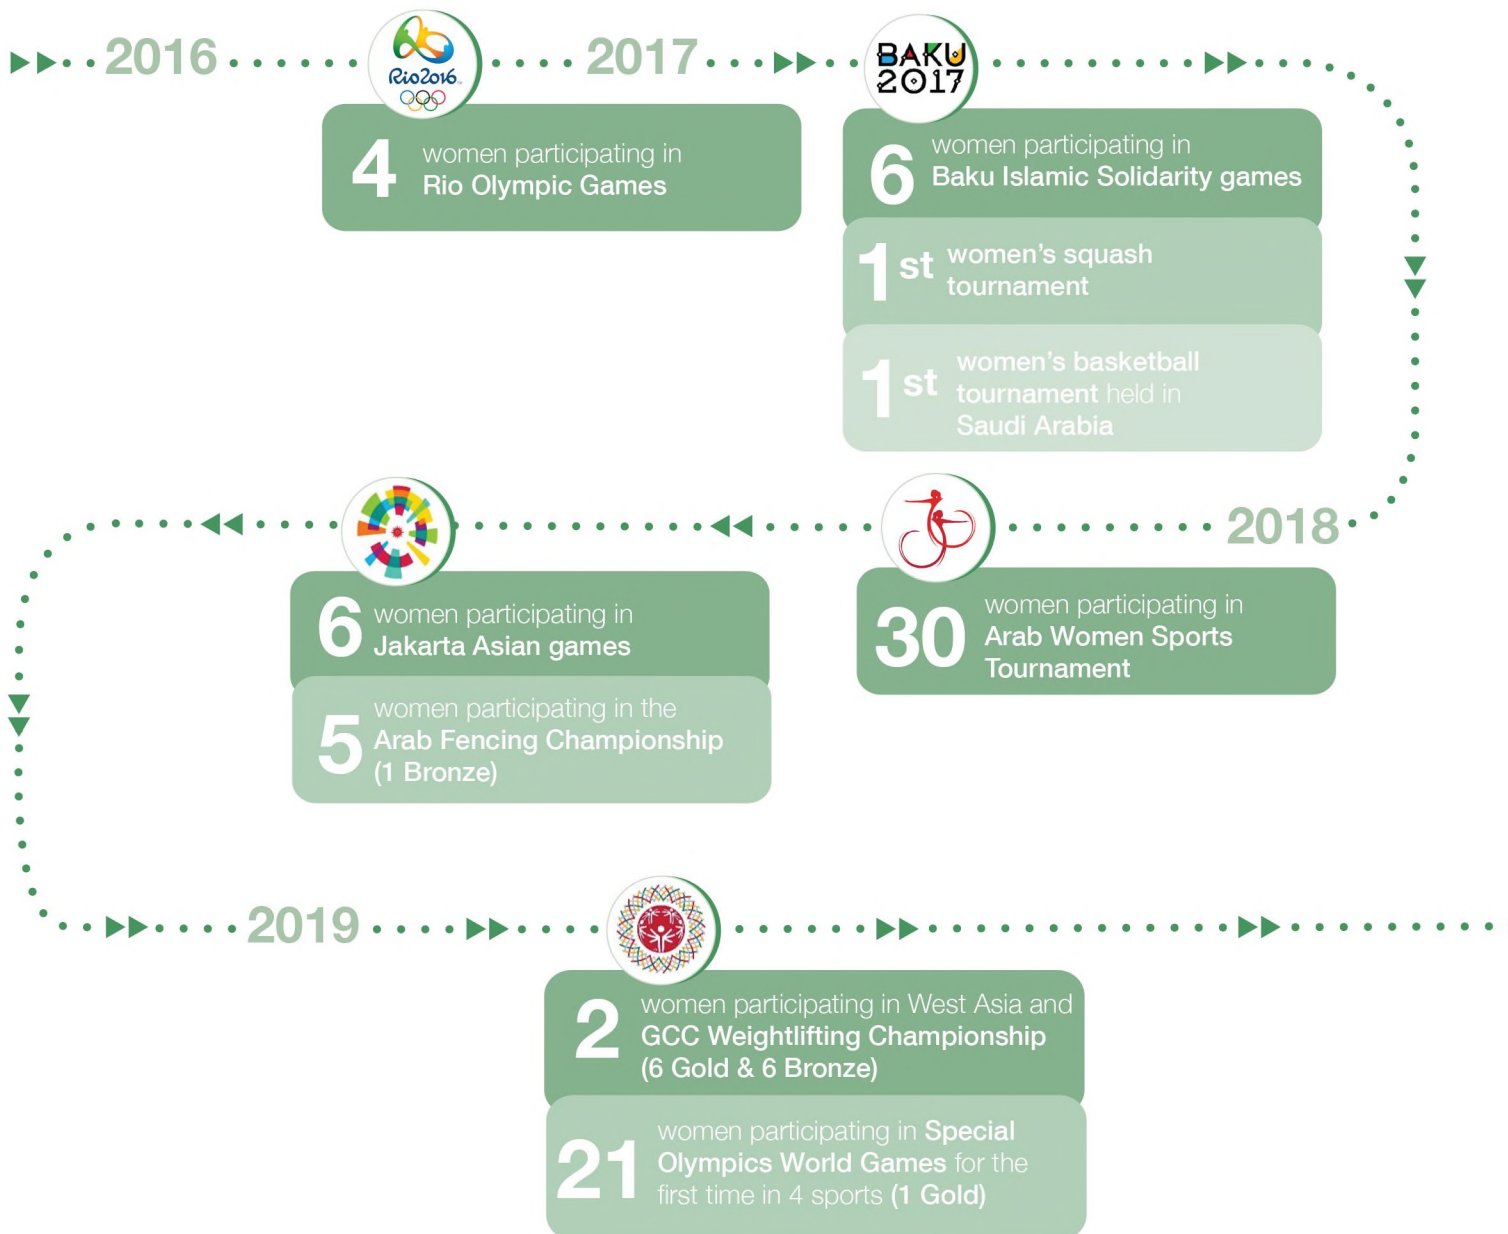 2016
Rio2016
2017
BAKU
2017
4
women participating in
Rio Olympic Games
6
women participating in
Baku Islamic Solidarity games
1st
women's squash
tournament
1st
women's basketball
tournament held in
Saudi Arabia
2018
30
women participating in
Arab Women Sports
Tournament
6
women participating in
Jakarta Asian games
5
women participating in the
Arab Fencing Championship
(1 Bronze)
2019
2
women participating in West Asia and
GCC Weightlifting Championship
(6 Gold & 6 Bronze)
21
women participating in Special
Olympics World Games for the
first time in 4 sports (1 Gold)